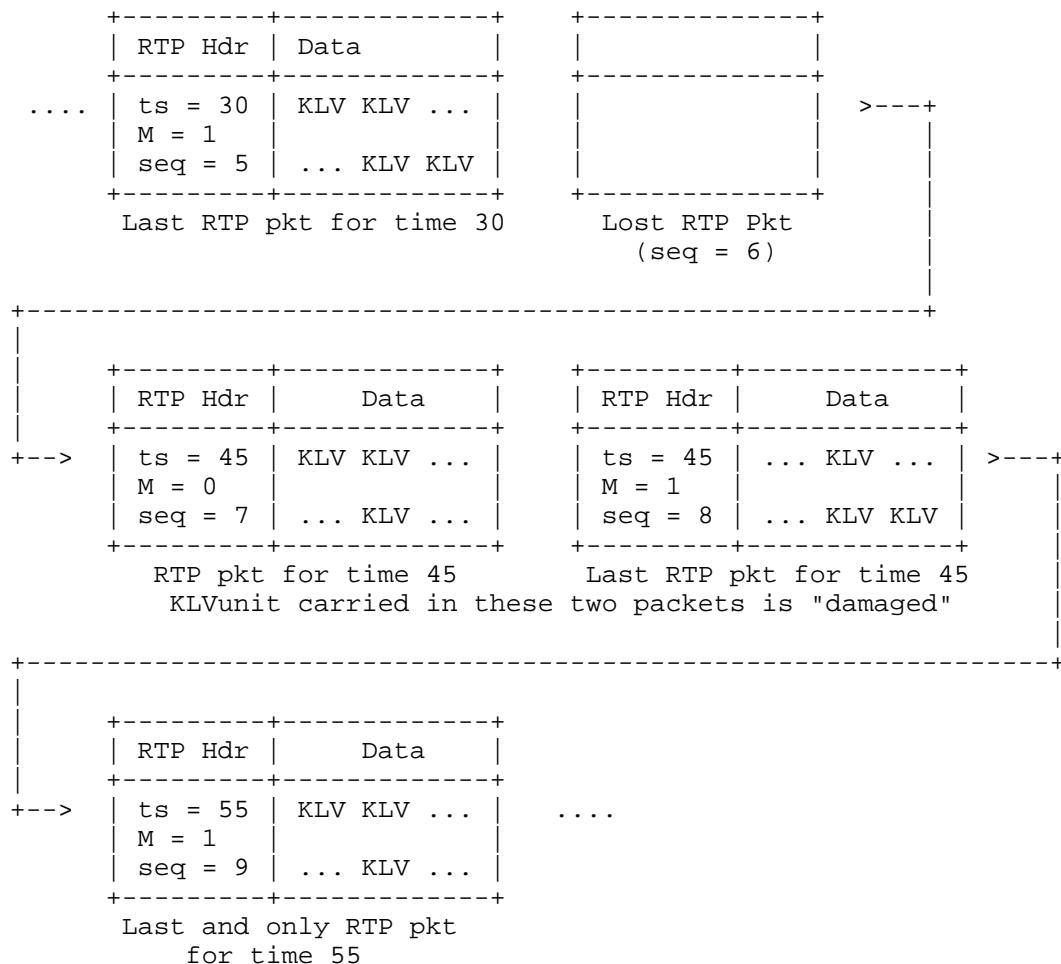 RTP Hdr Data
.... ts = 30 KLV KLV ... >---+
M = 1
seq = 5 ... KLV KLV
Last RTP pkt for time 30 Lost RTP Pkt
(seq = 6)
RTP Hdr Data RTP Hdr Data
+--> ts = 45 KLV KLV ... ts = 45 ... KLV ... >---+
M = 0 M = 1
seq = 7 ... KLV ... seq = 8 ... KLV KLV
RTP pkt for time 45 Last RTP pkt for time 45
KLVunit carried in these two packets is "damaged"
RTP Hdr Data
+--> ts = 55 KLV KLV ... ....
M = 1
seq = 9 ... KLV ...
Last and only RTP pkt
for time 55